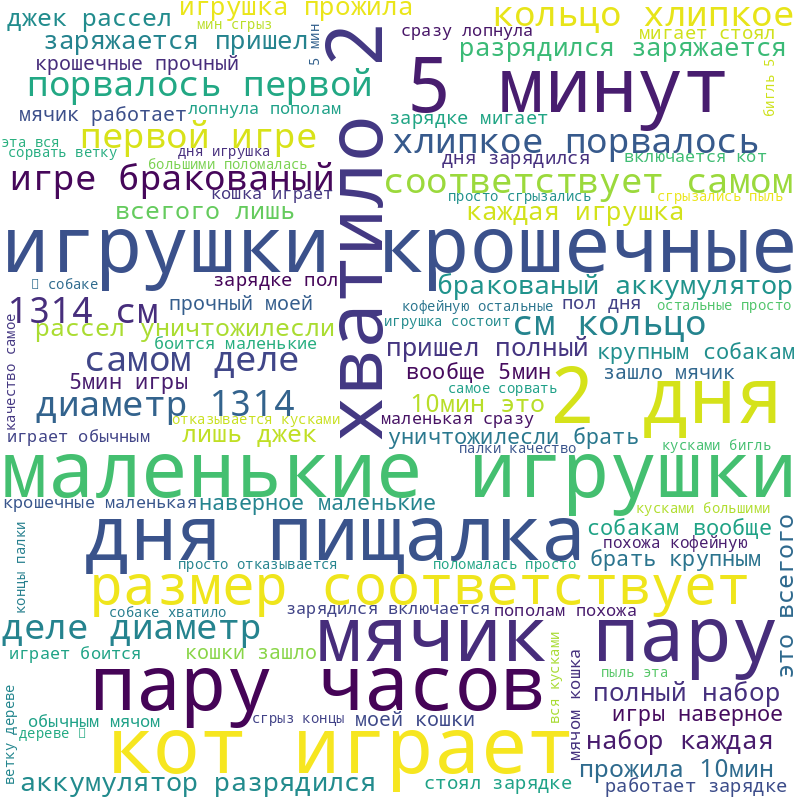 джек рассел
игрушка прожила
мин сгрыз
кольцо хлипкое
заряжается пришел
5 мин
хватило 2
сразу лопнула
мигает стоял
разрядился заряжается
крошечные прочный
порвалось первой
5 минут
бигль 5
мячик работает
лопнула пополам
зарядке мигает
эта вся
первой игре
хлипкое порвалось
сорвать ветку
дня игрушка
дня зарядился
включается кот
большими поломалась
игре бракованый
соответствует самом
кошка играет
просто сгрызались
сгрызались пыль
всегого лишь
каждая игрушка
игрушки крошечные
собаке
зарядке пол
бракованый аккумулятор
1314 см
прочный моей
кофейную остальные
пол дня
остальные просто
рассел уничтожилесли
игрушка состоит
см кольцо
качество самое
боится маленькие
пришел полный
крупным собакам
самом деле
5мин игры
вообще 5мин
зашло мячик
2 дня
самое сорвать
диаметр 1314
10мин это
отказывается кусками
маленькая сразу
играет обычным
лишь джек
уничтожилесли брать
палки качество
кусками бигль
маленькие игрушки
крошечные маленькая
наверное маленькие
кусками большими
дня пищалка
собакам вообще
концы палки
похожа кофейную
это всегого
просто отказывается
поломалась просто
брать крупным
размер соответствует
собаке хватило
зарядился включается
пополам похожа
деле диаметр
мячик пару
играет боится
кошки зашло
вся кусками
мячом кошка
пыль эта
пару часов
полный набор
ветку дереве
обычным мячом
сгрыз концы
моей кошки
игры наверное
дереве
кот играет
набор каждая
прожила 10мин
аккумулятор разрядился
стоял зарядке
работает зарядке